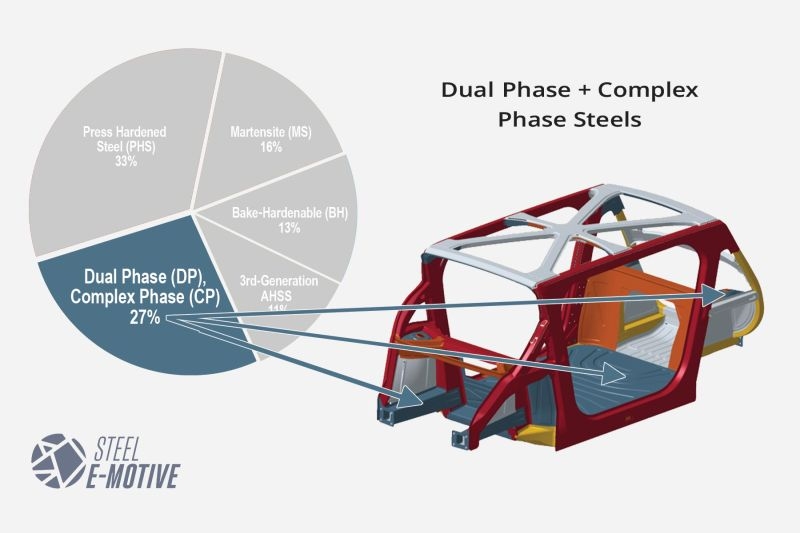 Dual Phase + Complex
Phase Steels
Press Hardened
Steel (PHS)
33%
Martensite (MS)
16%
Bake-Hardenable (BH)
13%
3rd-Generation
AHSS
11%
Dual Phase (DP),
Complex Phase (CP)
27%
STEEL
E-MOTIVE